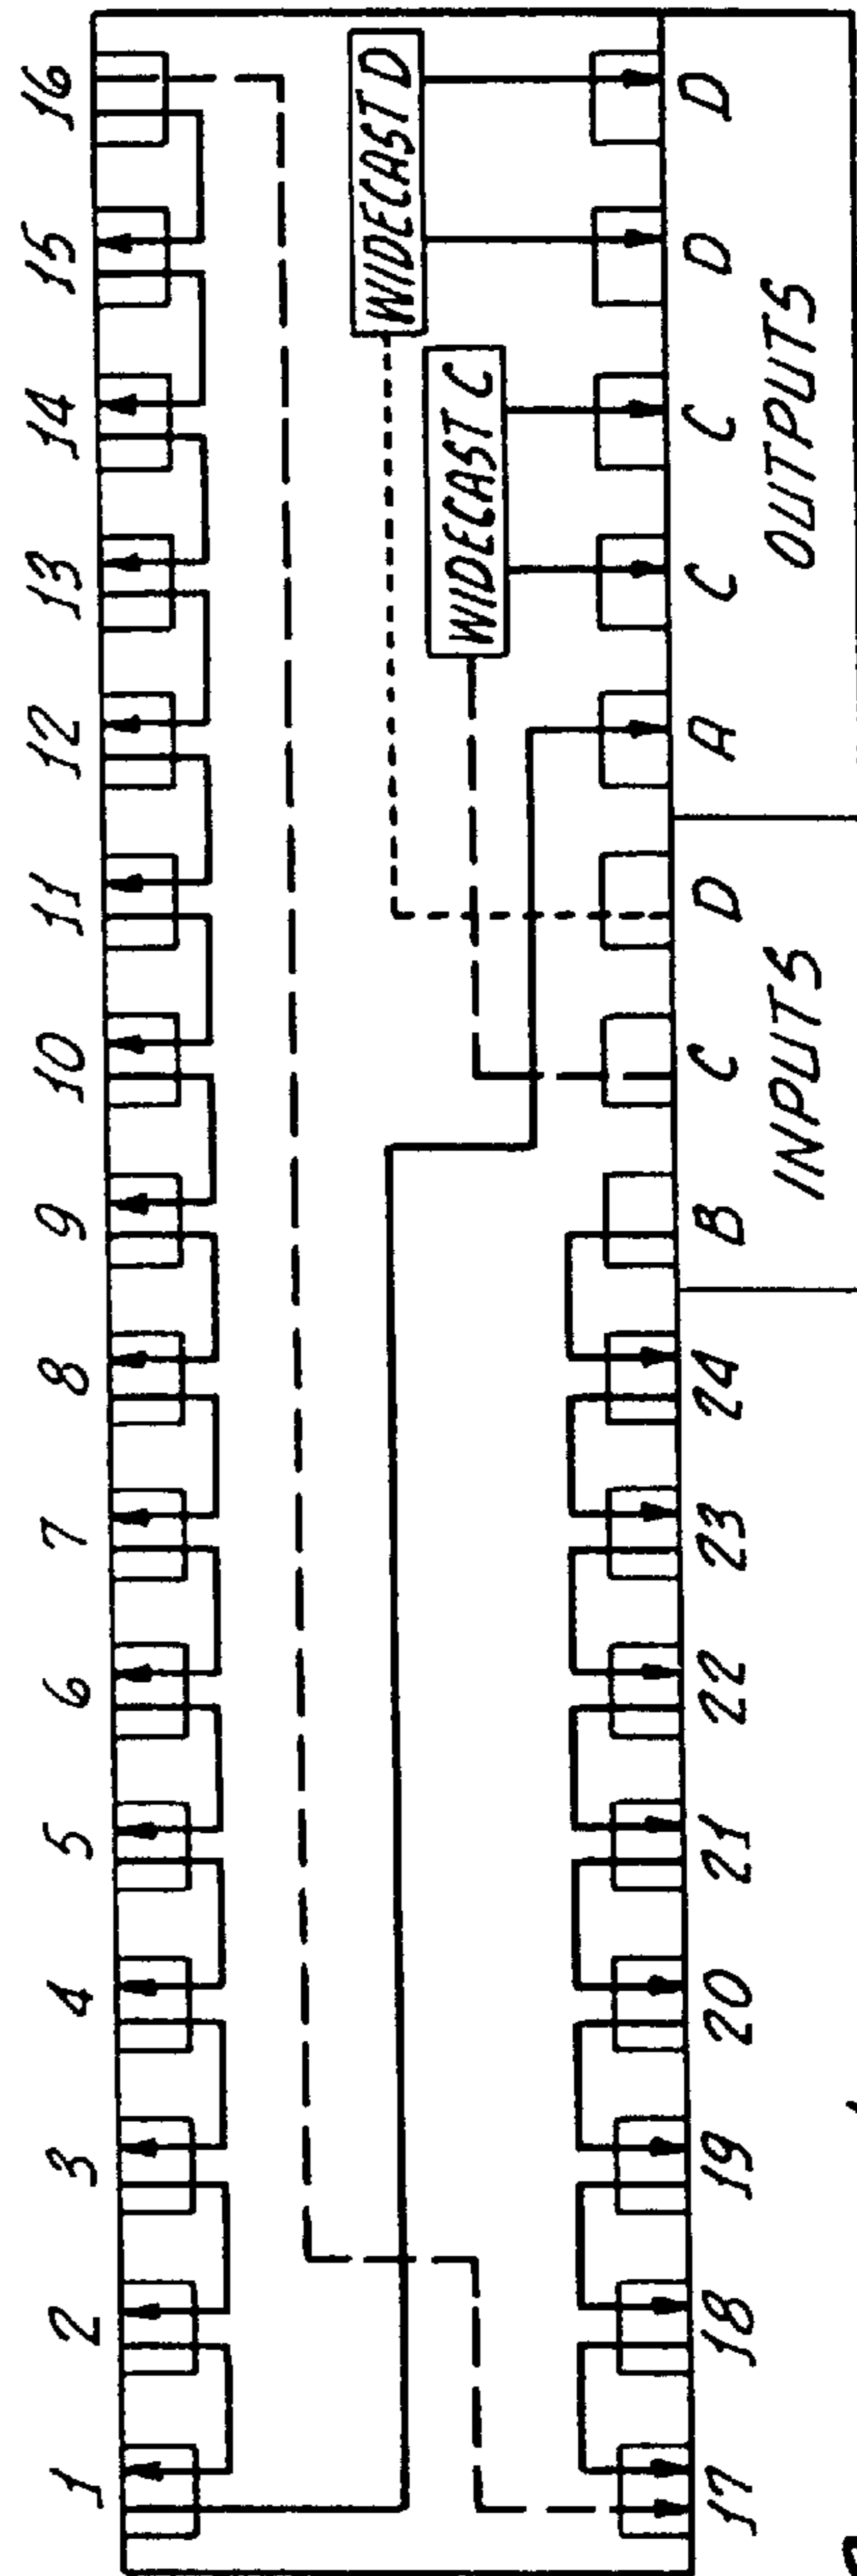 1 2 3 4 5 6 7 8 9 10 11 12 13 14 15 16
WIDECAST D
WIDECAST C
17 18 19 20 21 22 23 24 B C D A C C D D
INPUTS OUTPUTS